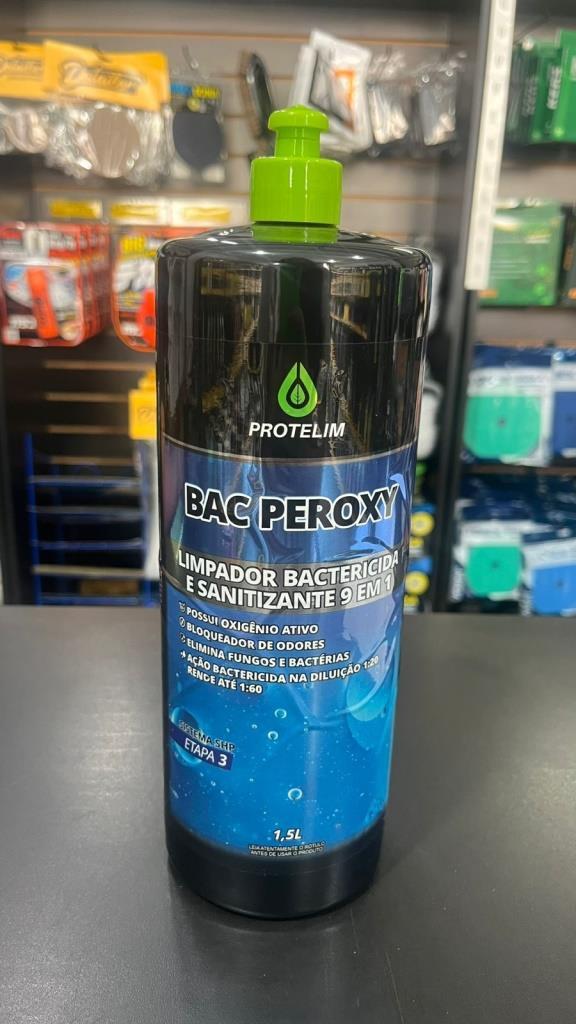 PROTELIM
BAC PEROXY
LIMPADOR BACTERICIDA
E SANITIZANTE 9 EM 1
POSSUI OXIGÊNIO ATIVO
BLOQUEADOR DE ODORES
ELIMINA FUNGOS E BACTÉRIAS
AÇÃO BACTERICIDA NA DILUIÇÃO 1:20
RENDE ATÉ 1:60
SISTEMA SHP
ETAPA 3
1,5L
LEIA ATENTAMENTE O RÓTULO
ANTES DE USAR O PRODUTO